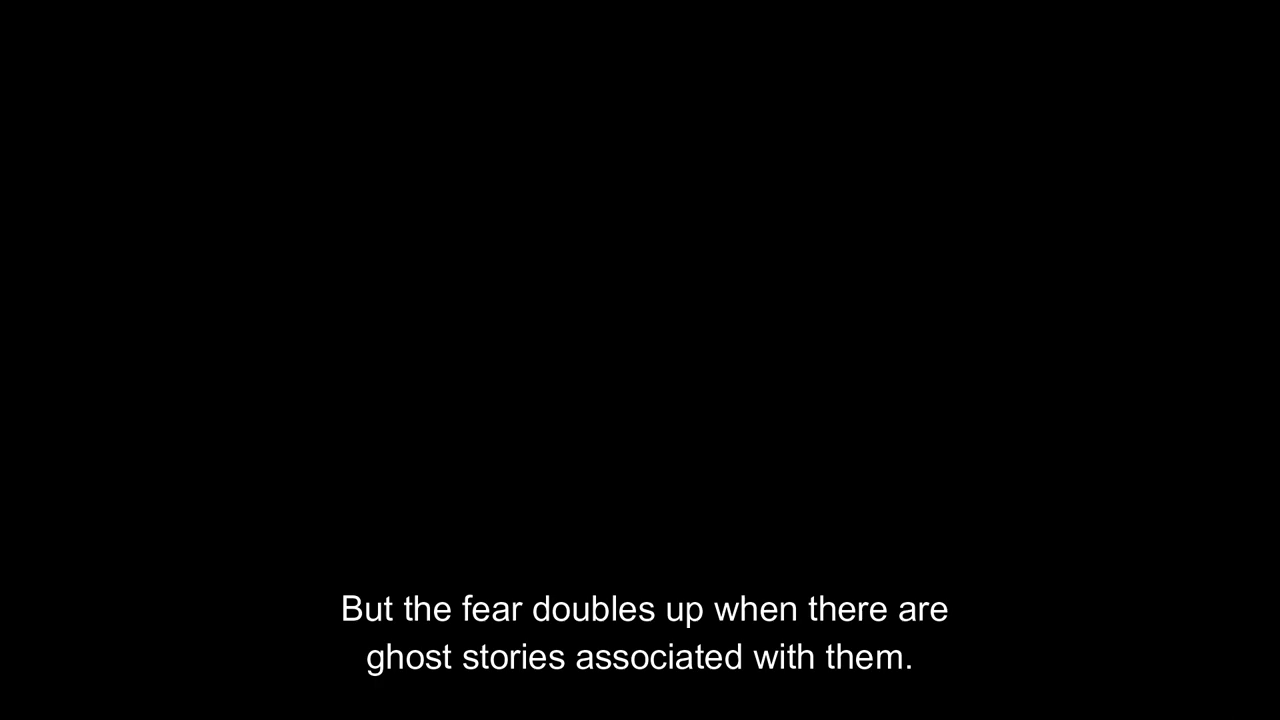 But the fear doubles up when there are
ghost stories associated with them.